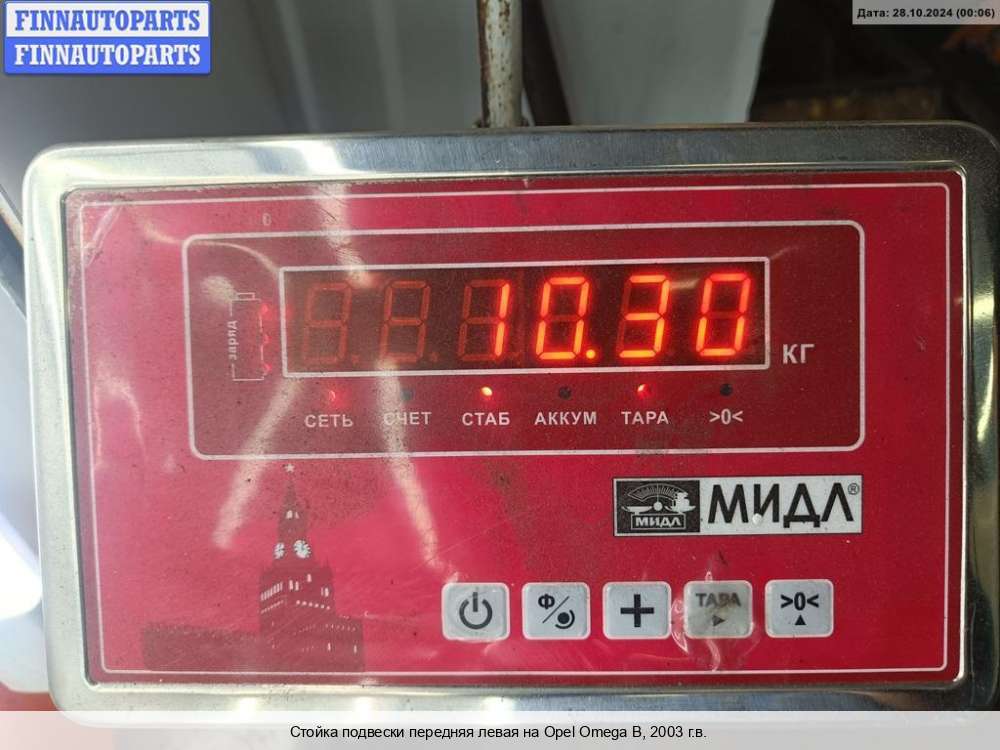 FINNAUTOPARTS
FINNAUTOPARTS
Дата: 28.10.2024 (00:06)
заряд
10.30
КГ
СЕТЬ СЧЕТ СТАБ АККУМ ТАРА >0<
МИДЛ МИДЛ®
Ф ТАРА >0<
Стойка подвески передняя левая на Opel Omega B, 2003 г.в.